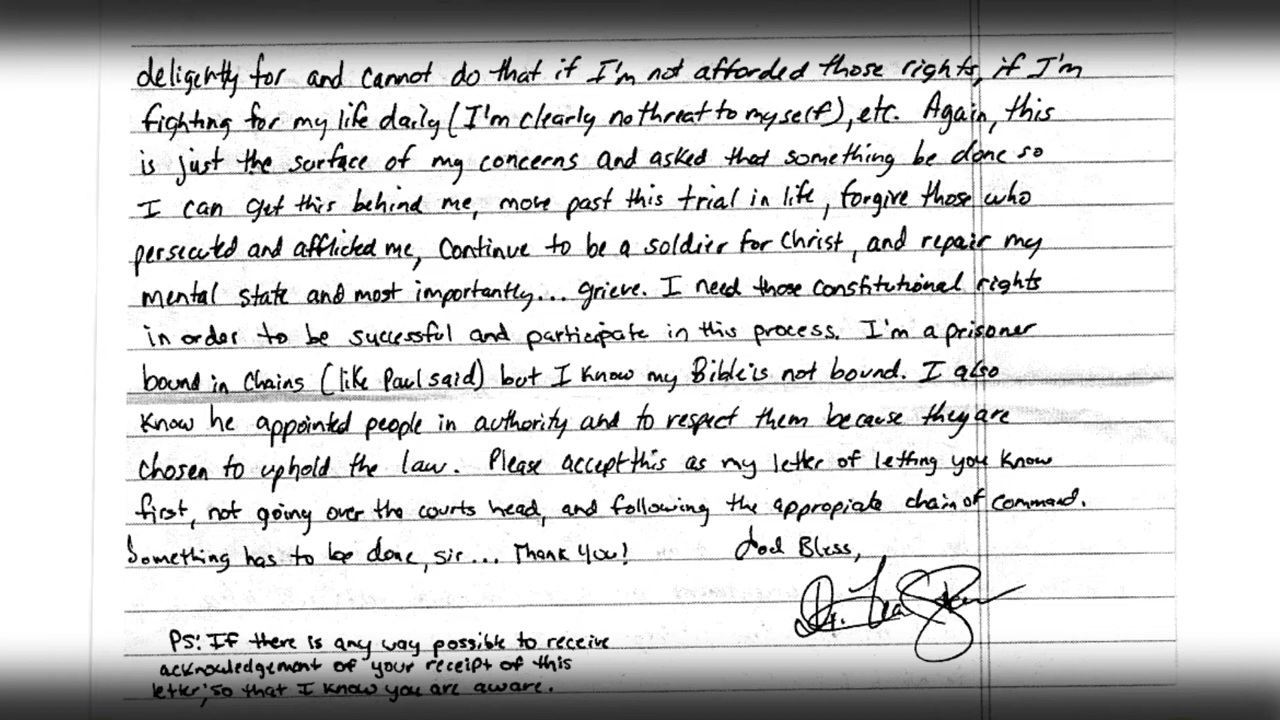 deligently for and cannot do that if I'm not afforded those rights, if I'm
fighting for my life daily (I'm clearly no threat to myself), etc. Again, this
is just the surface of my concerns and asked that something be done so
I can get this behind me, move past this trial in life, forgive those who
persecuted and afflicted me, continue to be a soldier for Christ, and repair my
mental state and most importantly... grieve. I need those constitutional rights
in order to be successful and participate in this process. I'm a prisoner
bound in Chains (like Paul said) but I know my Bible is not bound. I also
know he appointed people in authority and to respect them because they are
chosen to uphold the law. Please accept this as my letter of letting you know
first, not going over the courts head, and following the appropiate chain of command.
Something has to be done, sir... Thank you! God Bless,
Dr.
PS: If there is any way possible to receive
acknowledgement of your receipt of this
letter, so that I know you are aware.